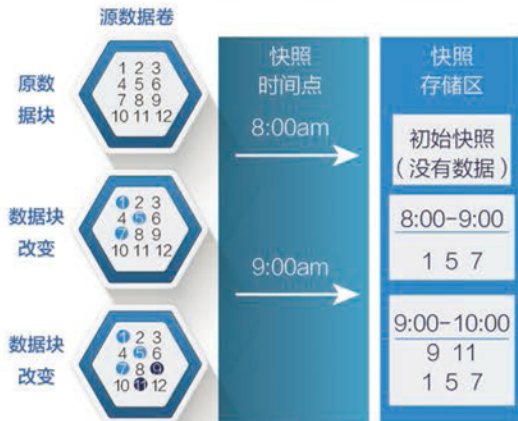 源数据卷
快照
时间点
快照
存储区
原数
据块
1 2 3
4 5 6
7 8 9
10 11 12
8:00am
初始快照
（没有数据）
数据块
改变
1 2 3
4 5 6
7 8 9
10 11 12
8:00-9:00
1 5 7
9:00am
数据块
改变
1 2 3
4 5 6
7 8 9
10 11 12
9:00-10:00
9 11
1 5 7